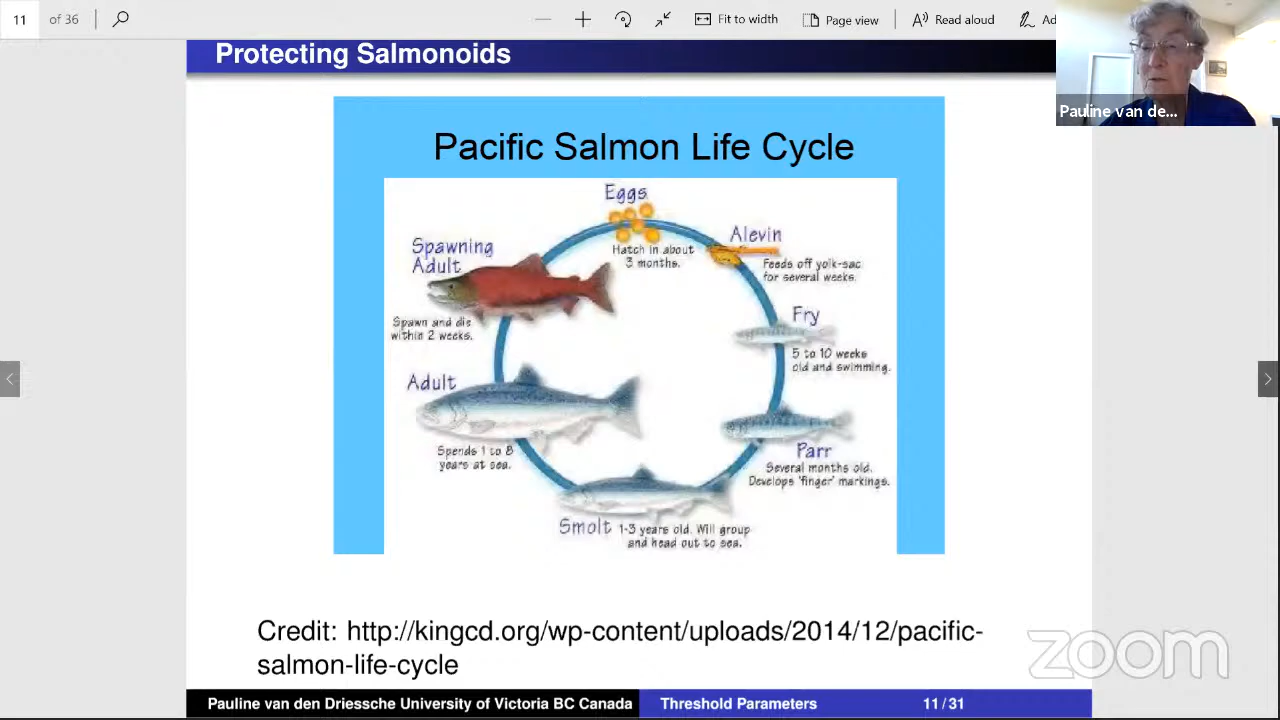 11 of 36
Fit to width
Page view
Read aloud
Ad
Protecting Salmonoids
Pauline van de...
Pacific Salmon Life Cycle
Eggs
Hatch in about
3 months.
Alevin
Feeds off yolk-sac
for several weeks.
Fry
5 to 10 weeks
old and swimming.
Parr
Several months old.
Develops 'finger' markings.
Smolt 1-3 years old. Will group
and head out to sea.
Adult
Spends 1 to 8
years at sea.
Spawning
Adult
Spawn and die
within 2 weeks.
Credit: http://kingcd.org/wp-content/uploads/2014/12/pacific-
salmon-life-cycle
zoom
Pauline van den Driessche University of Victoria BC Canada
Threshold Parameters
11 / 31